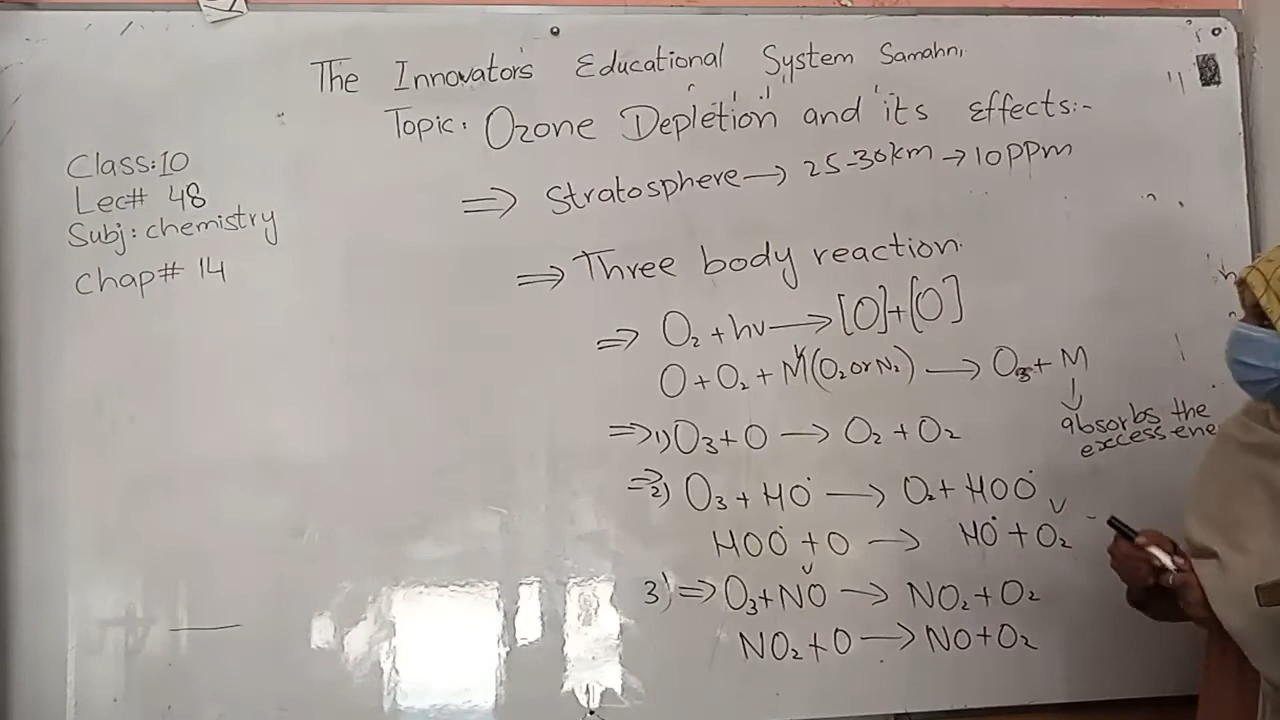 The Innovators Educational System Samahni
Topic: Ozone Depletion and its effects:-
Class:10
Lec# 48
Subj: chemistry
Chap# 14
⇒ Stratosphere → 25-30km → 10PPm
⇒ Three body reaction
⇒ O₂ + hv → [O]+[O]
O + O₂ + M(O₂ or N₂) → O₃ + M
↓
absorbs the
excess ene
⇒ 1) O₃ + O → O₂ + O₂
⇒ 2) O₃ + HO˙ → O₂ + HOO˙
HOO˙ + O → HO˙ + O₂
3) ⇒ O₃ + NO → NO₂ + O₂
NO₂ + O → NO + O₂